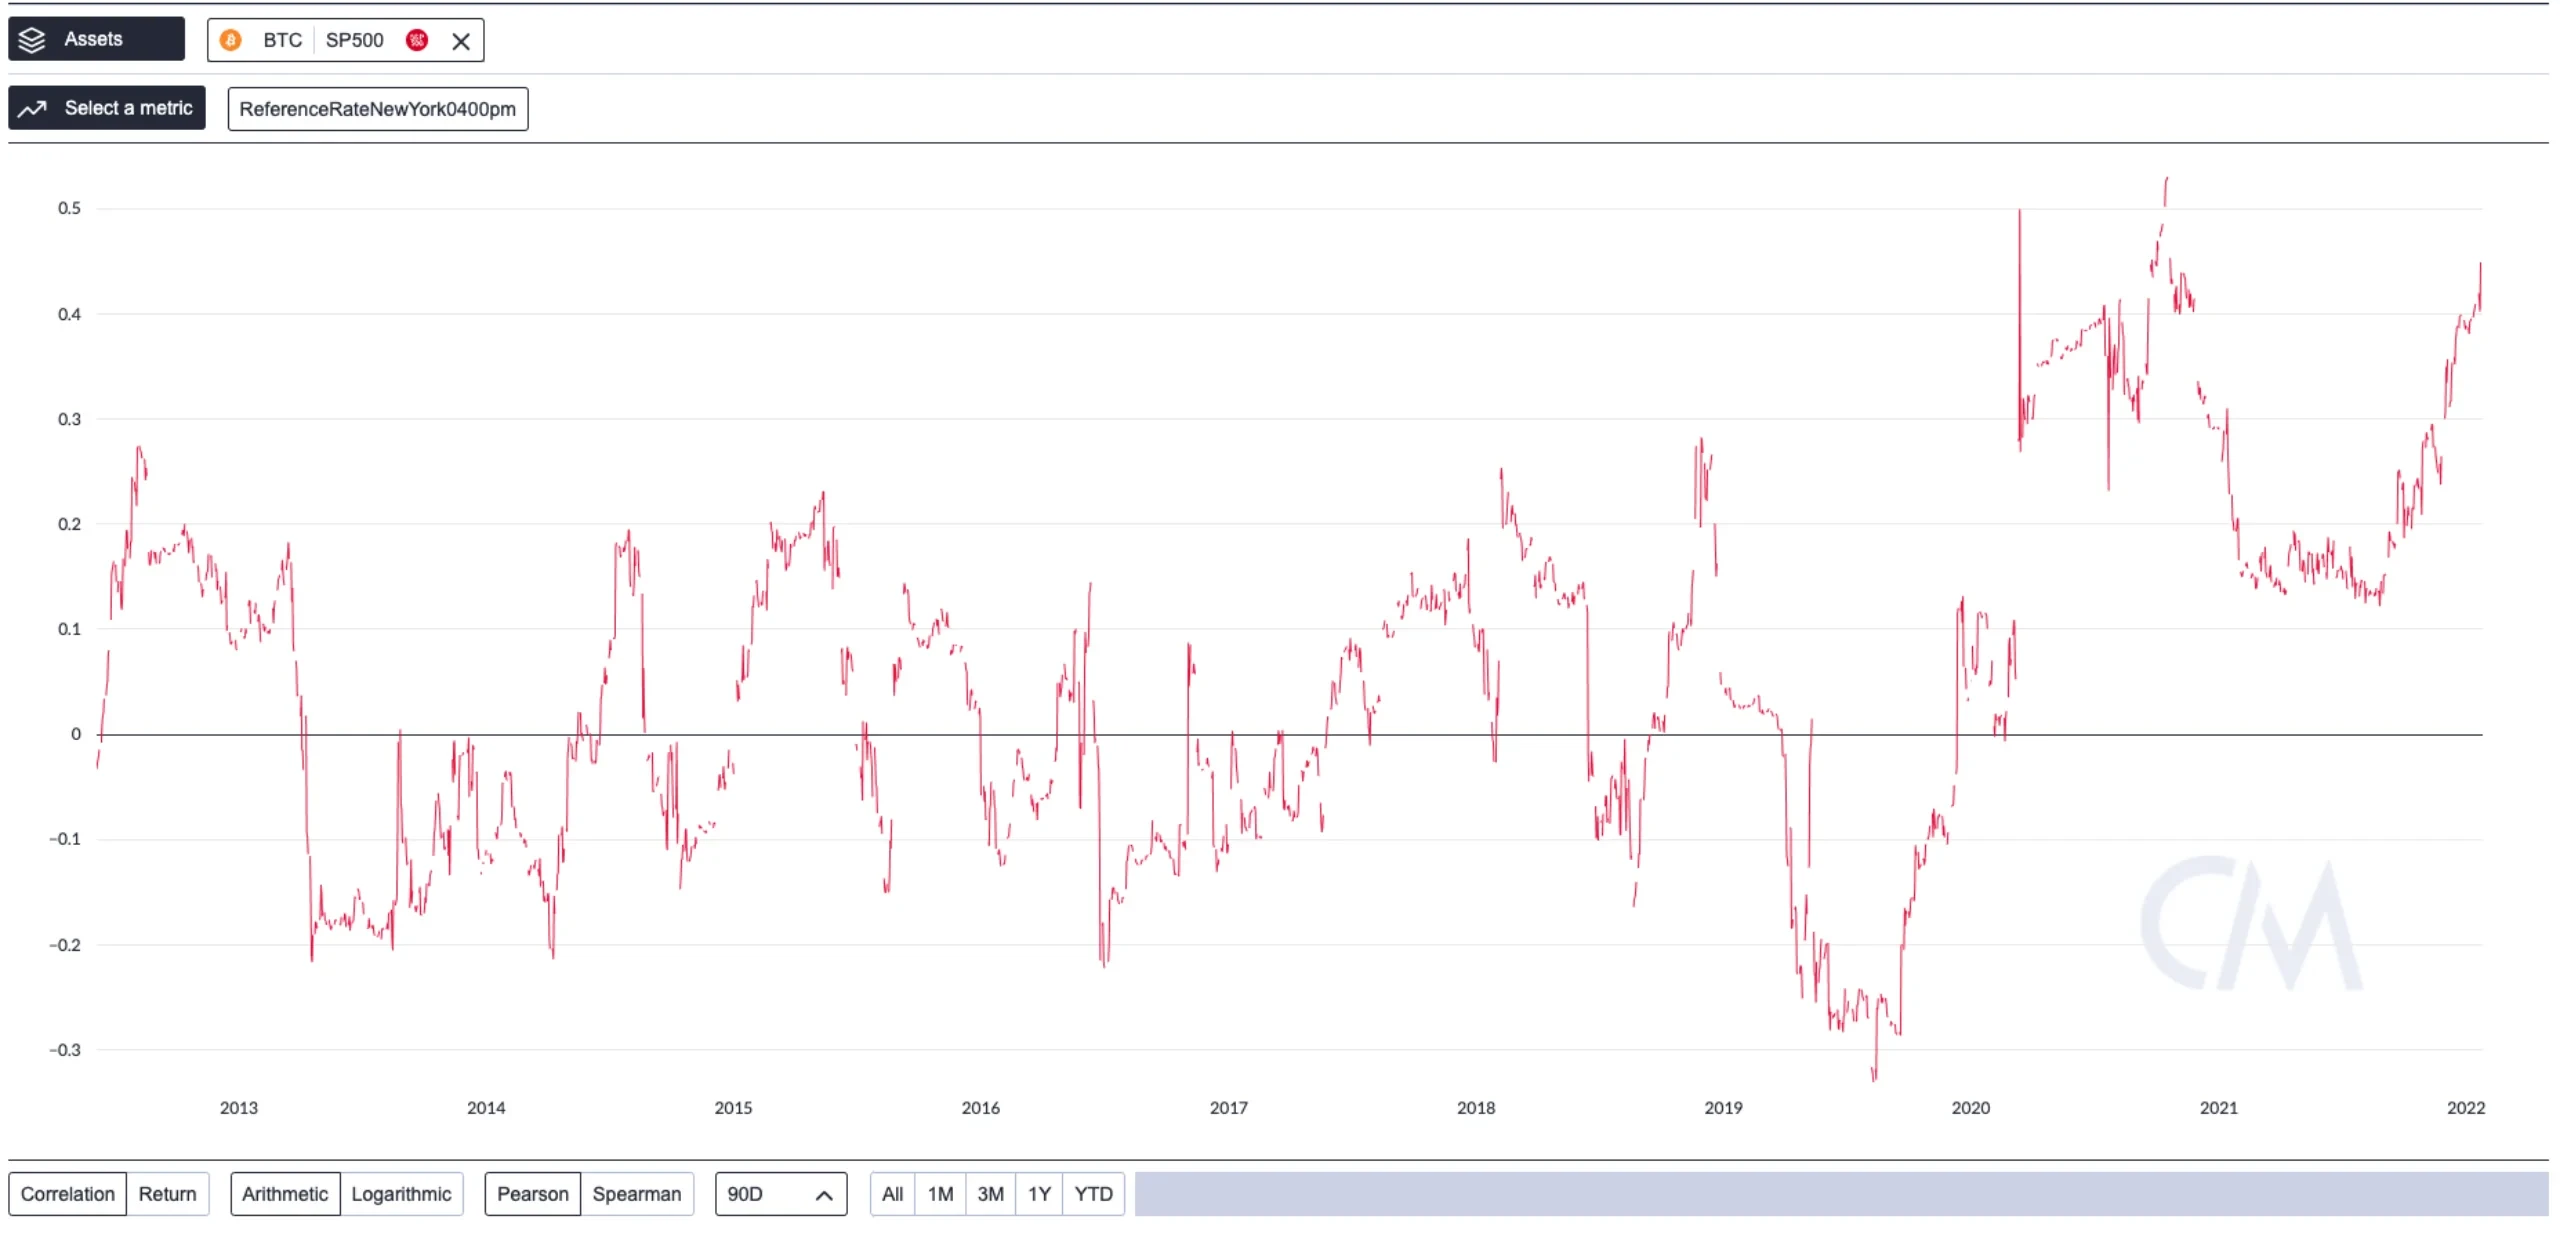 Assets BTC SP500
Select a metric ReferenceRateNewYork0400pm
0.5
0.4
0.3
0.2
0.1
0
−0.1
−0.2
−0.3
2013 2014 2015 2016 2017 2018 2019 2020 2021 2022
CM
Correlation Return Arithmetic Logarithmic Pearson Spearman 90D All 1M 3M 1Y YTD